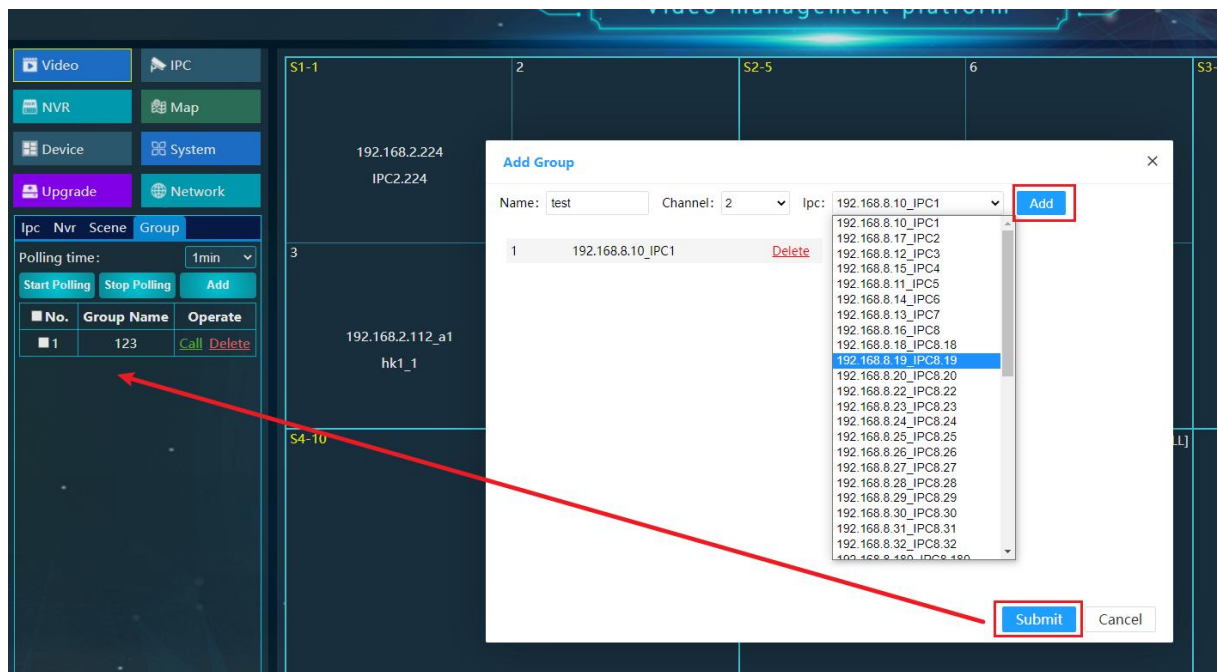 Video management platform
Video IPC
NVR Map
Device System
Upgrade Network
Ipc Nvr Scene Group
Polling time: 1min
Start Polling Stop Polling Add
No. Group Name Operate
1 123 Call Delete
S1-1 2 S2-5 6 S3-
192.168.2.224
IPC2.224
3
192.168.2.112_a1
hk1_1
S4-10 LL]
Add Group
Name: test Channel: 2 Ipc: 192.168.8.10_IPC1 Add
1 192.168.8.10_IPC1 Delete
192.168.8.10_IPC1
192.168.8.17_IPC2
192.168.8.12_IPC3
192.168.8.15_IPC4
192.168.8.11_IPC5
192.168.8.14_IPC6
192.168.8.13_IPC7
192.168.8.16_IPC8
192.168.8.18_IPC8.18
192.168.8.19_IPC8.19
192.168.8.20_IPC8.20
192.168.8.22_IPC8.22
192.168.8.23_IPC8.23
192.168.8.24_IPC8.24
192.168.8.25_IPC8.25
192.168.8.26_IPC8.26
192.168.8.27_IPC8.27
192.168.8.28_IPC8.28
192.168.8.29_IPC8.29
192.168.8.30_IPC8.30
192.168.8.31_IPC8.31
192.168.8.32_IPC8.32
192.168.8.180_IPC8.180
Submit Cancel